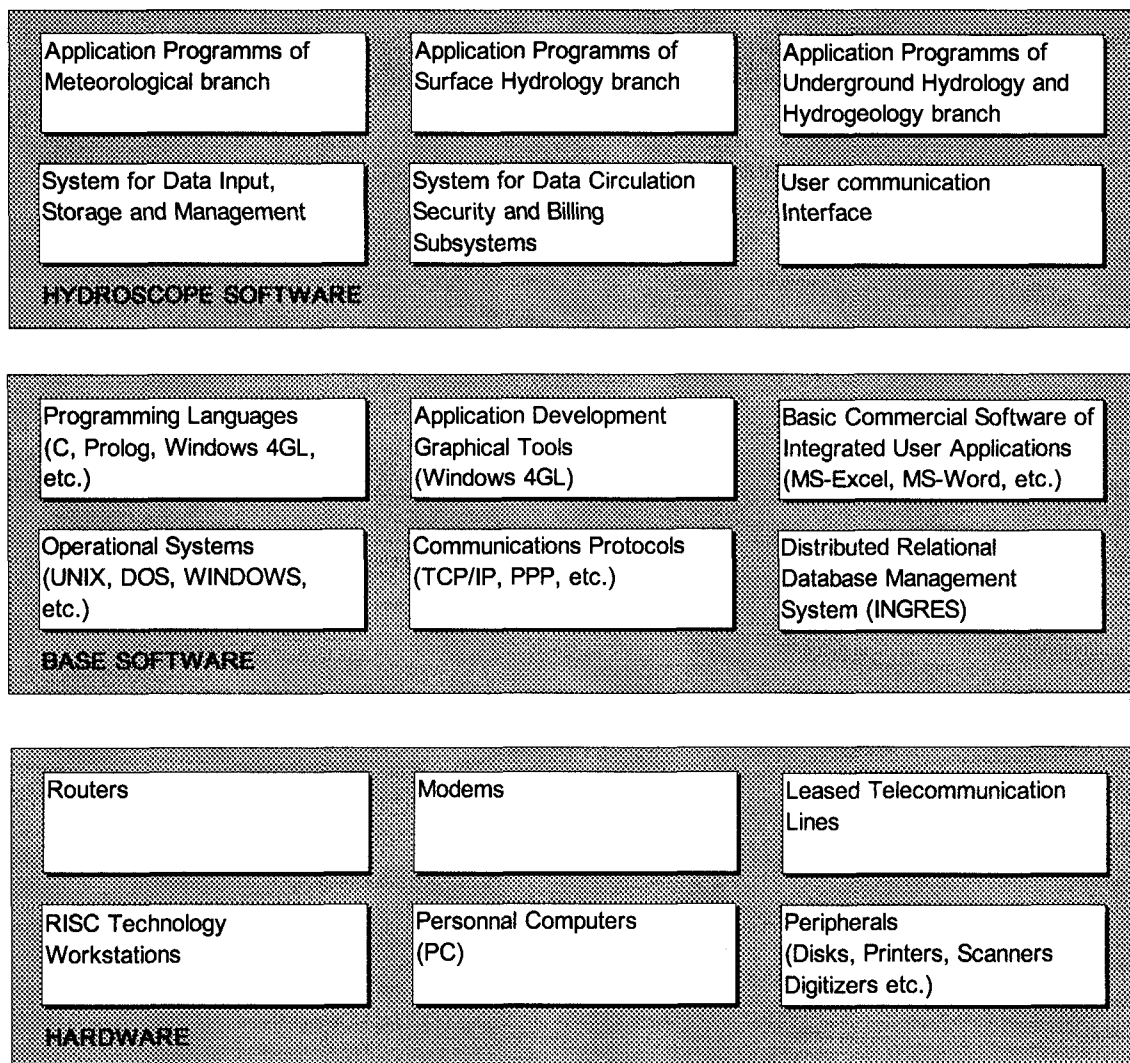 Application Programms of
Meteorological branch
Application Programms of
Surface Hydrology branch
Application Programms of
Underground Hydrology and
Hydrogeology branch
System for Data Input,
Storage and Management
System for Data Circulation
Security and Billing
Subsystems
User communication
Interface
HYDROSCOPE SOFTWARE
Programming Languages
(C, Prolog, Windows 4GL,
etc.)
Application Development
Graphical Tools
(Windows 4GL)
Basic Commercial Software of
Integrated User Applications
(MS-Excel, MS-Word, etc.)
Operational Systems
(UNIX, DOS, WINDOWS,
etc.)
Communications Protocols
(TCP/IP, PPP, etc.)
Distributed Relational
Database Management
System (INGRES)
BASE SOFTWARE
Routers
Modems
Leased Telecommunication
Lines
RISC Technology
Workstations
Personnal Computers
(PC)
Peripherals
(Disks, Printers, Scanners
Digitizers etc.)
HARDWARE